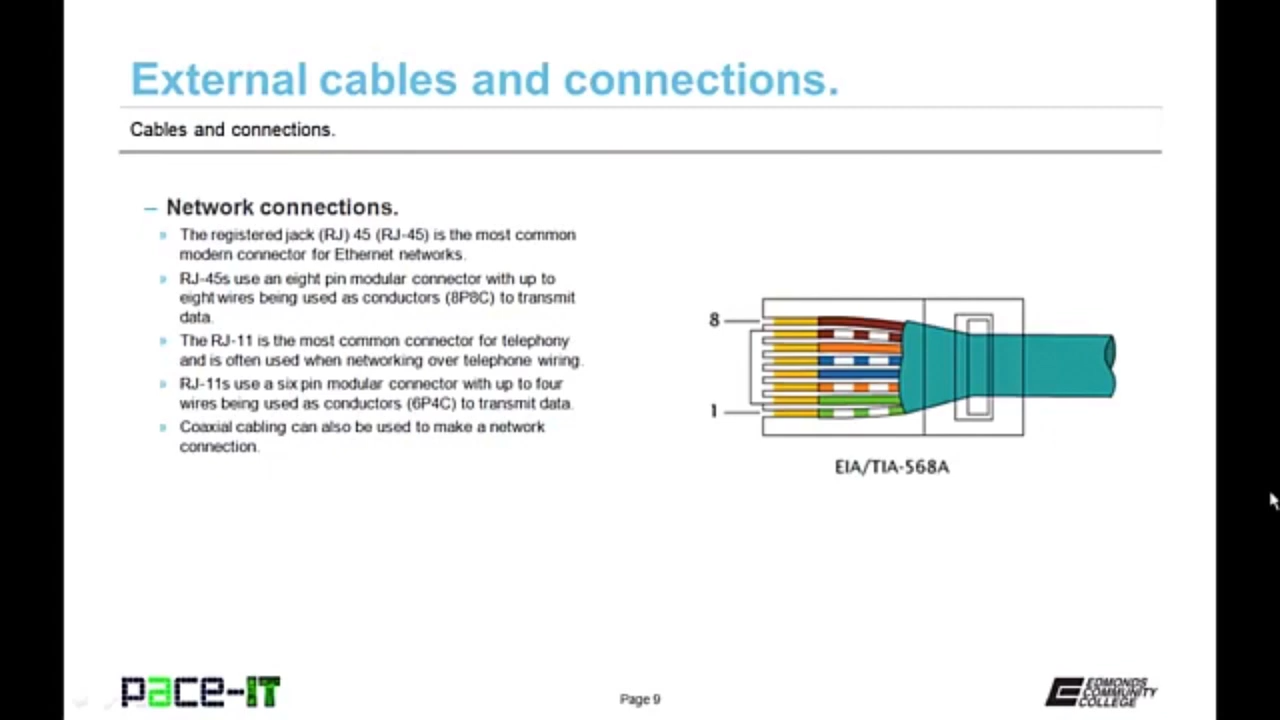 External cables and connections.
Cables and connections.
– Network connections.
» The registered jack (RJ) 45 (RJ-45) is the most common
modern connector for Ethernet networks.
» RJ-45s use an eight pin modular connector with up to
eight wires being used as conductors (8P8C) to transmit
data.
» The RJ-11 is the most common connector for telephony
and is often used when networking over telephone wiring.
» RJ-11s use a six pin modular connector with up to four
wires being used as conductors (6P4C) to transmit data.
» Coaxial cabling can also be used to make a network
connection.
8
1
EIA/TIA-568A
pace-IT
Page 9
EDMONDS
COMMUNITY
COLLEGE